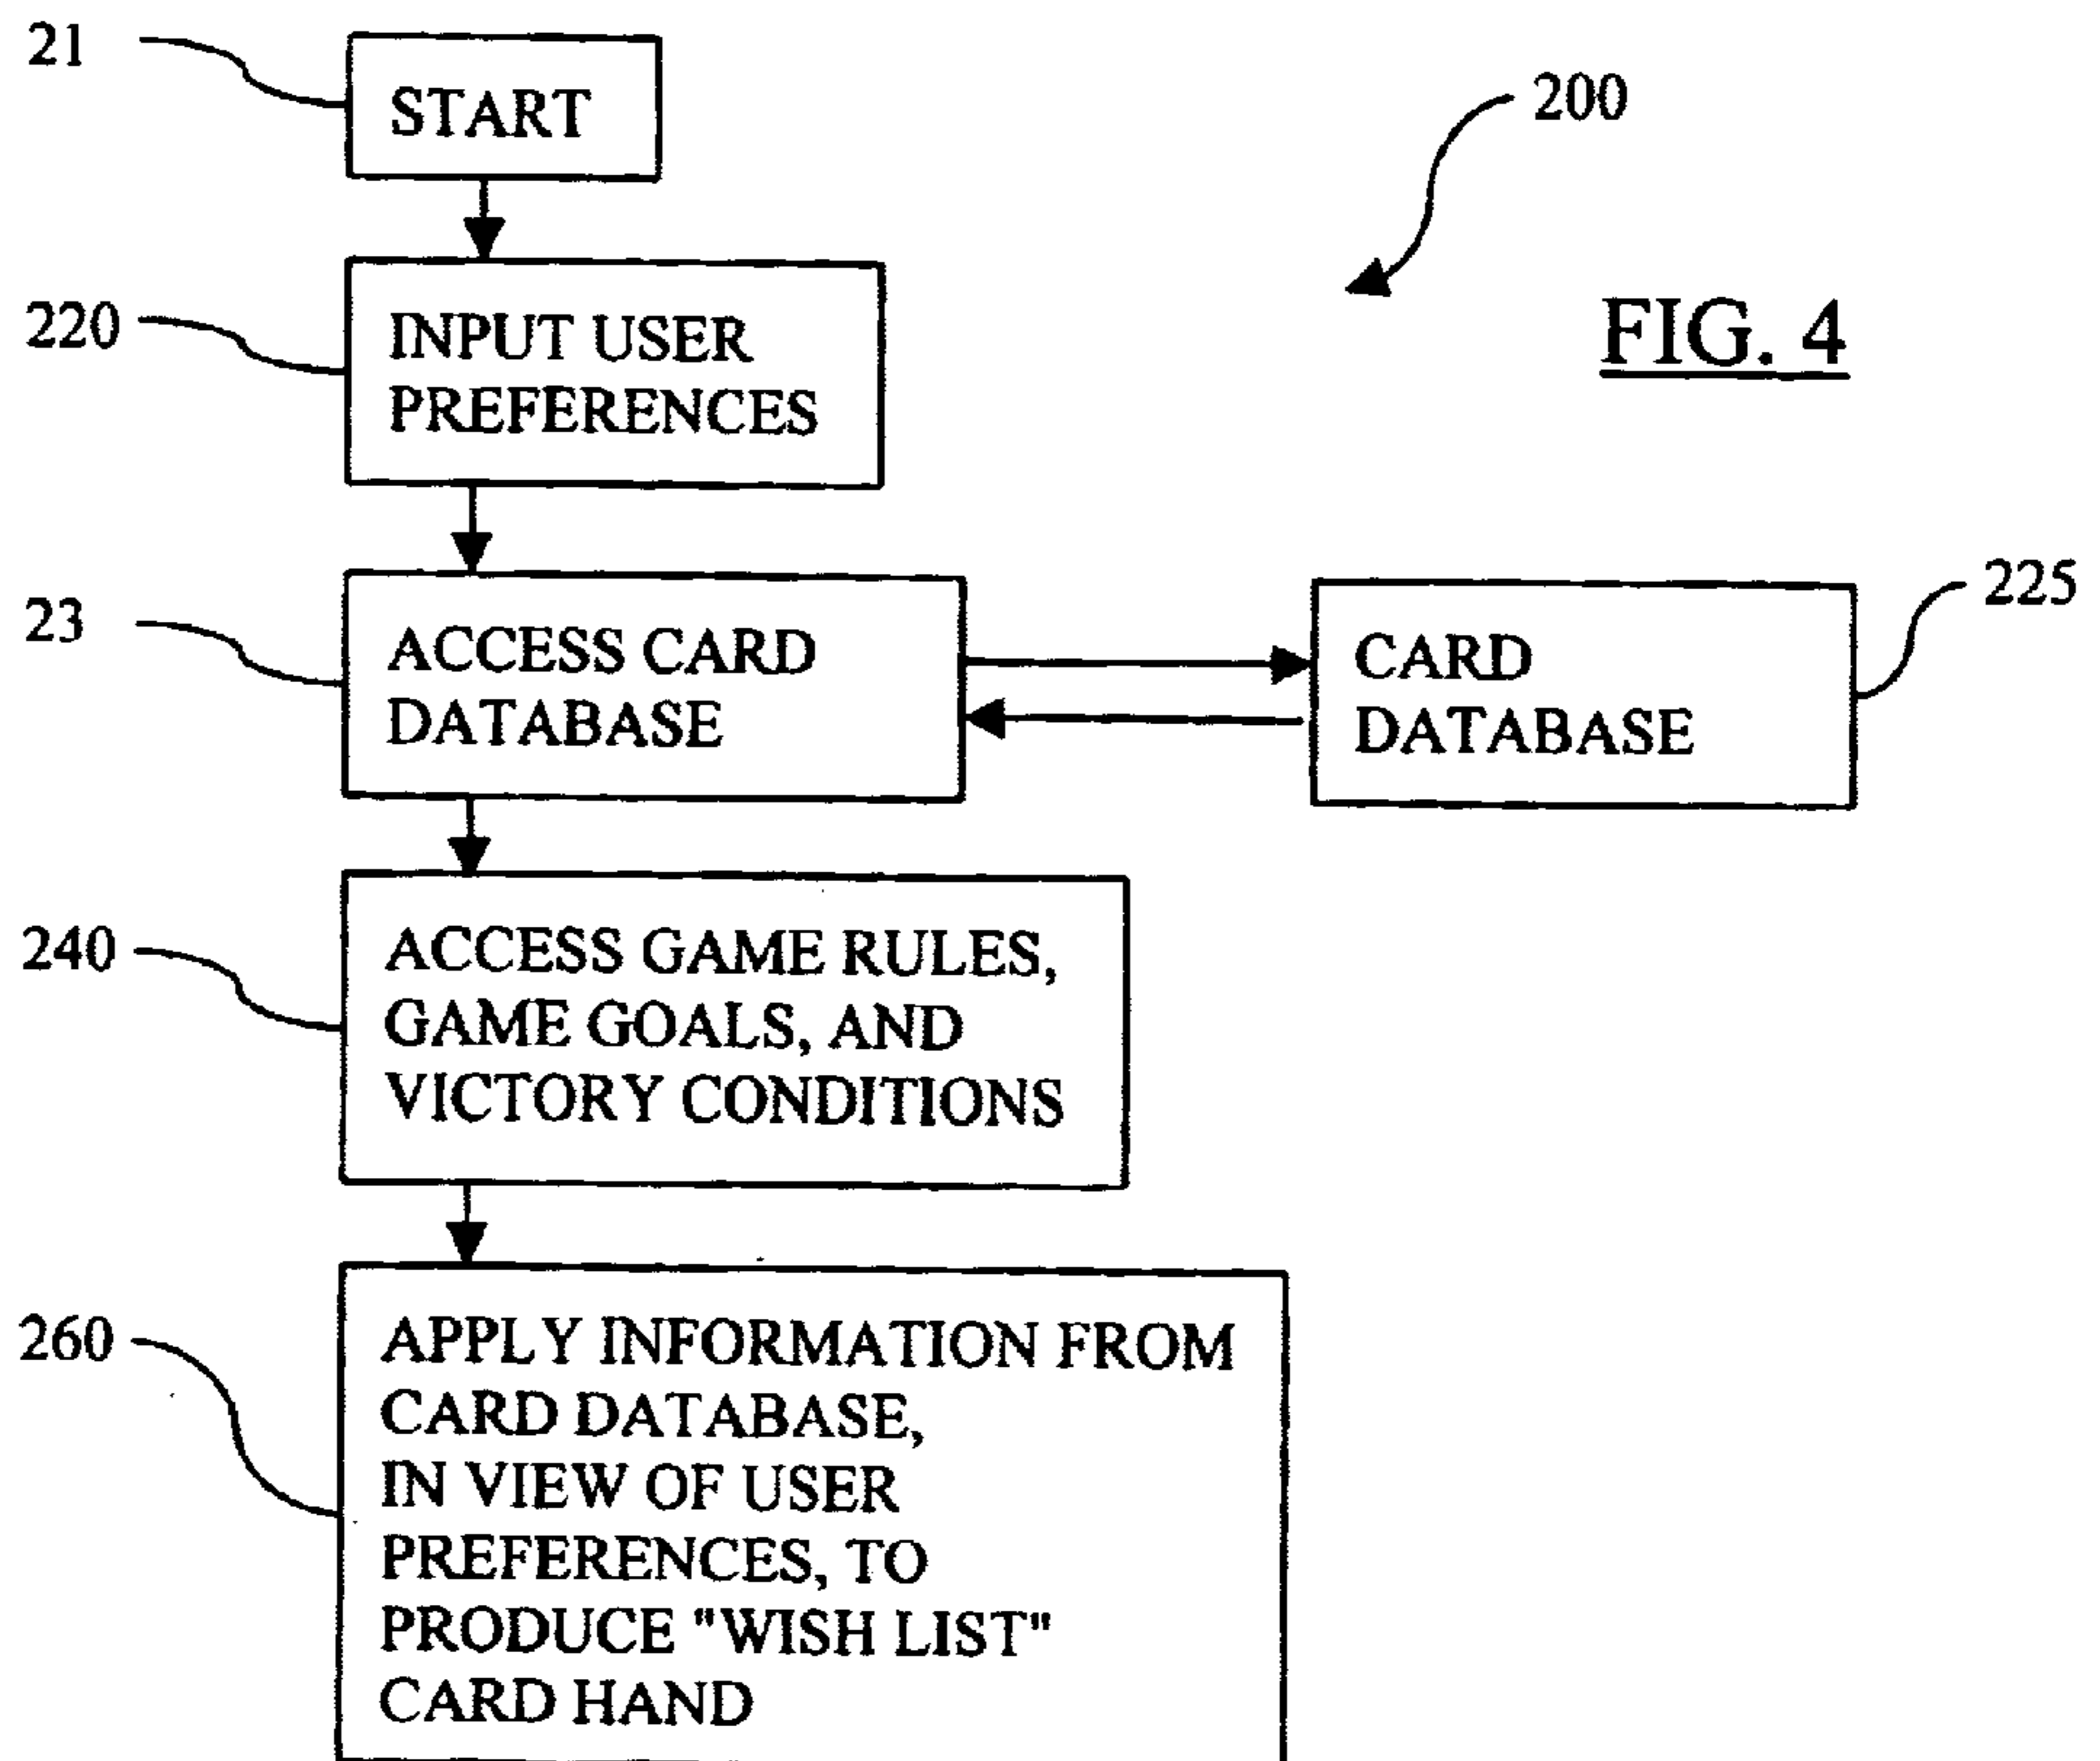 21
START
200
220
INPUT USER
PREFERENCES
FIG. 4
23
ACCESS CARD
DATABASE
CARD
DATABASE
225
240
ACCESS GAME RULES,
GAME GOALS, AND
VICTORY CONDITIONS
260
APPLY INFORMATION FROM
CARD DATABASE,
IN VIEW OF USER
PREFERENCES, TO
PRODUCE "WISH LIST"
CARD HAND